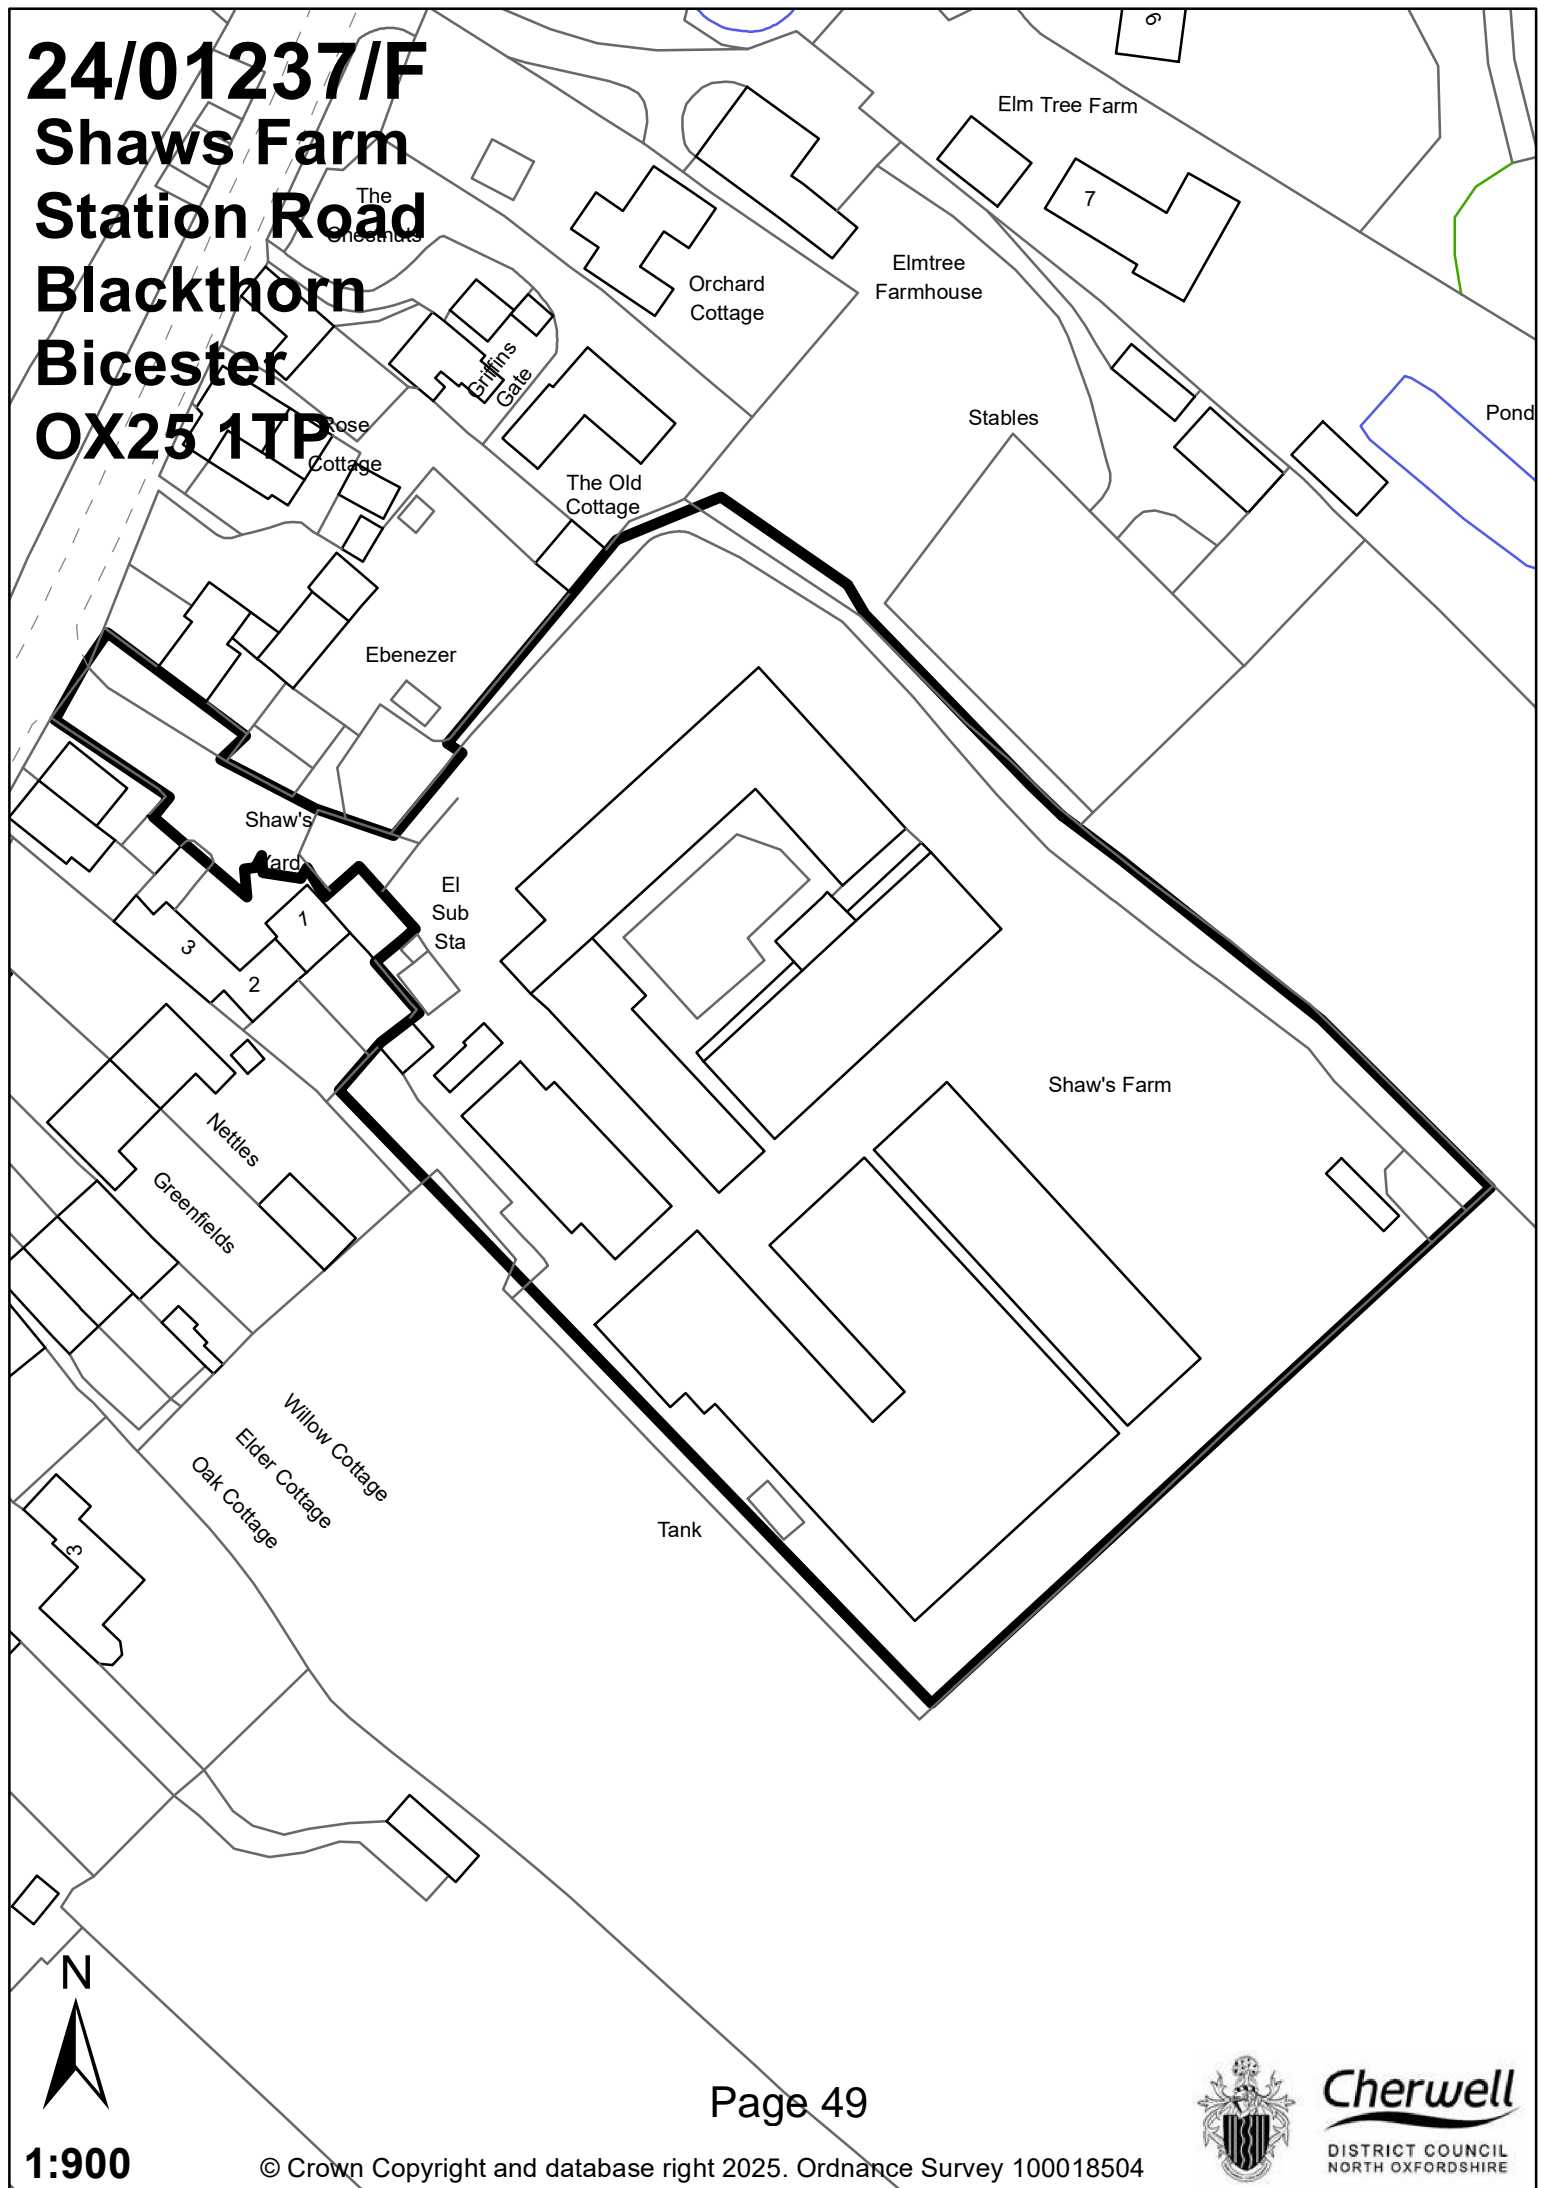 24/01237/F
Shaws Farm
Station Road
Blackthorn
Bicester
OX25 1TP
6
Elm Tree Farm
7
The
Chestnuts
Orchard
Cottage
Elmtree
Farmhouse
Griffins
Gate
Rose
Cottage
Stables
Pond
The Old
Cottage
Ebenezer
Shaw's
Yard
El
Sub
Sta
1
3
2
Shaw's Farm
Nettles
Greenfields
Willow Cottage
Elder Cottage
Oak Cottage
Tank
3
N
Page 49
1:900
© Crown Copyright and database right 2025. Ordnance Survey 100018504
Cherwell
DISTRICT COUNCIL
NORTH OXFORDSHIRE